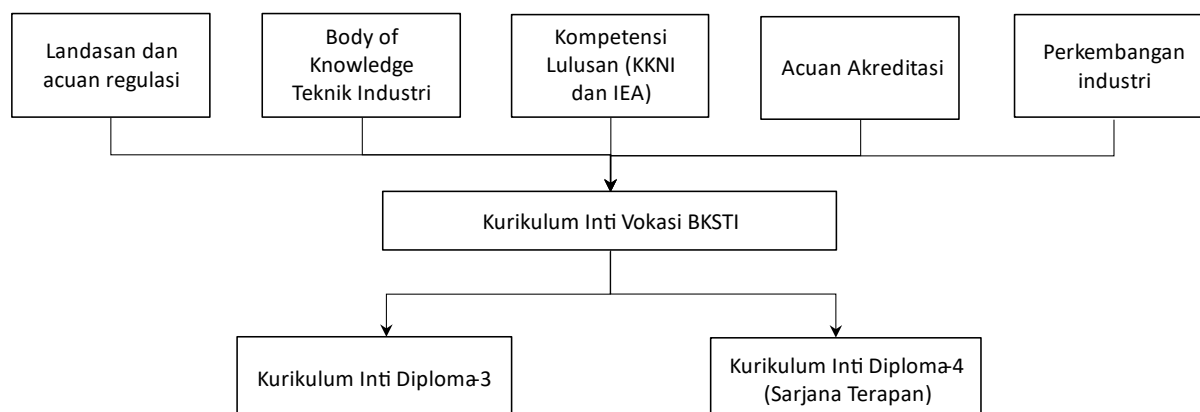 Landasan dan
acuan regulasi
Body of
Knowledge
Teknik Industri
Kompetensi
Lulusan (KKNI
dan IEA)
Acuan Akreditasi
Perkembangan
industri
Kurikulum Inti Vokasi BKSTI
Kurikulum Inti Diploma-3
Kurikulum Inti Diploma-4
(Sarjana Terapan)